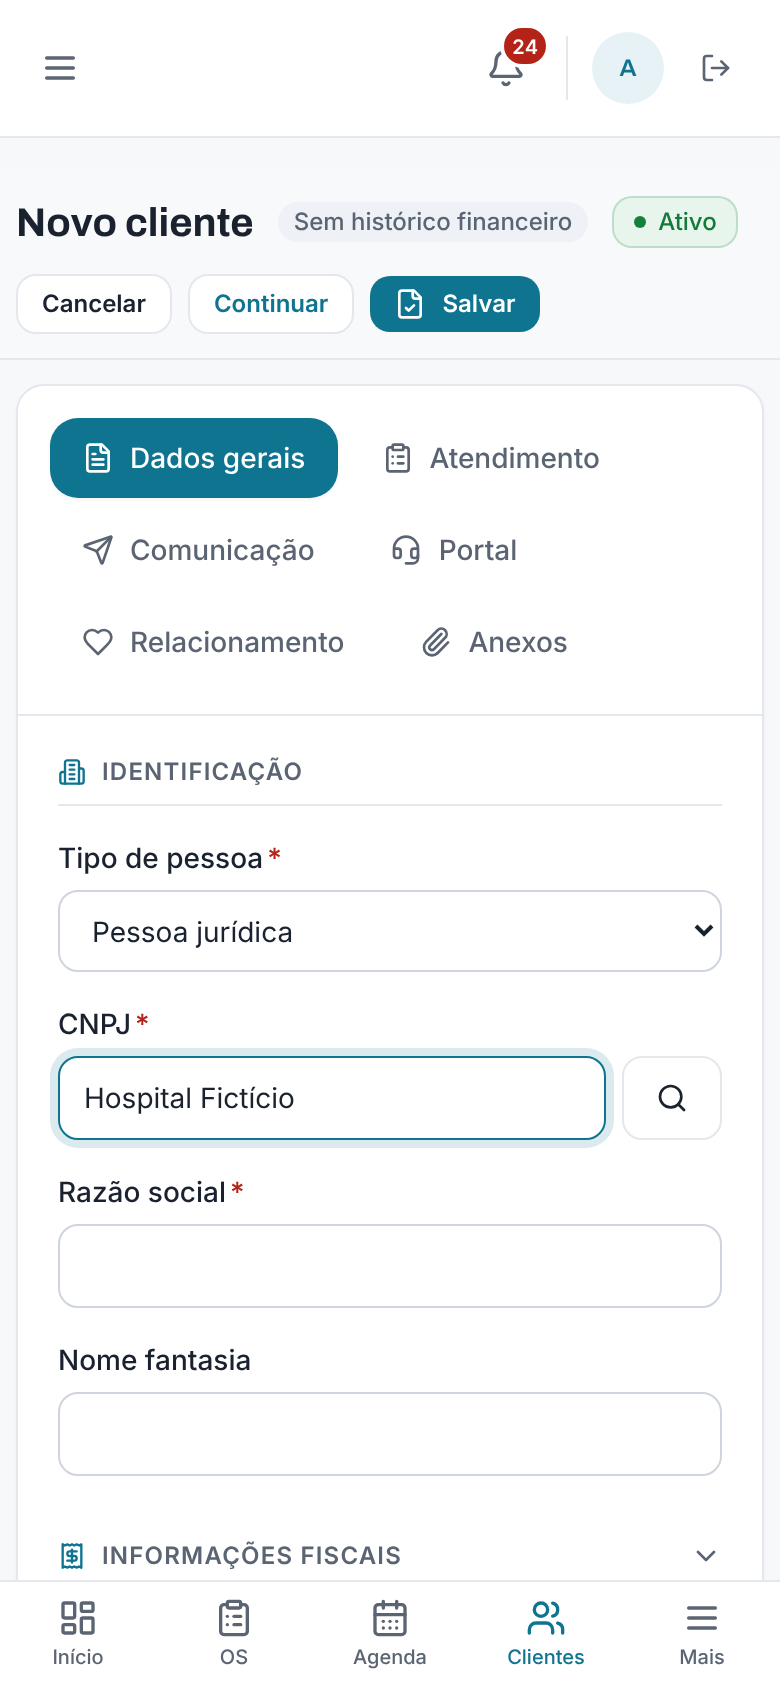 24
A
Novo cliente
Sem histórico financeiro
Ativo
Cancelar
Continuar
Salvar
Dados gerais
Atendimento
Comunicação
Portal
Relacionamento
Anexos
IDENTIFICAÇÃO
Tipo de pessoa *
Pessoa jurídica
CNPJ *
Hospital Fictício
Razão social *
Nome fantasia
INFORMAÇÕES FISCAIS
Início
OS
Agenda
Clientes
Mais